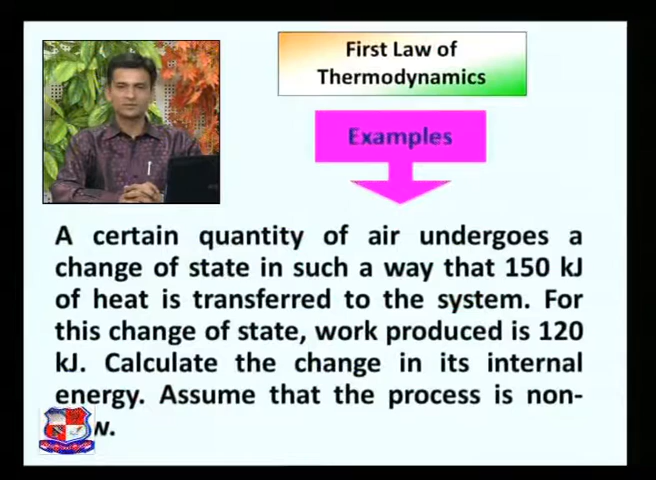 First Law of
Thermodynamics
Examples
A certain quantity of air undergoes a
change of state in such a way that 150 kJ
of heat is transferred to the system. For
this change of state, work produced is 120
kJ. Calculate the change in its internal
energy. Assume that the process is non-